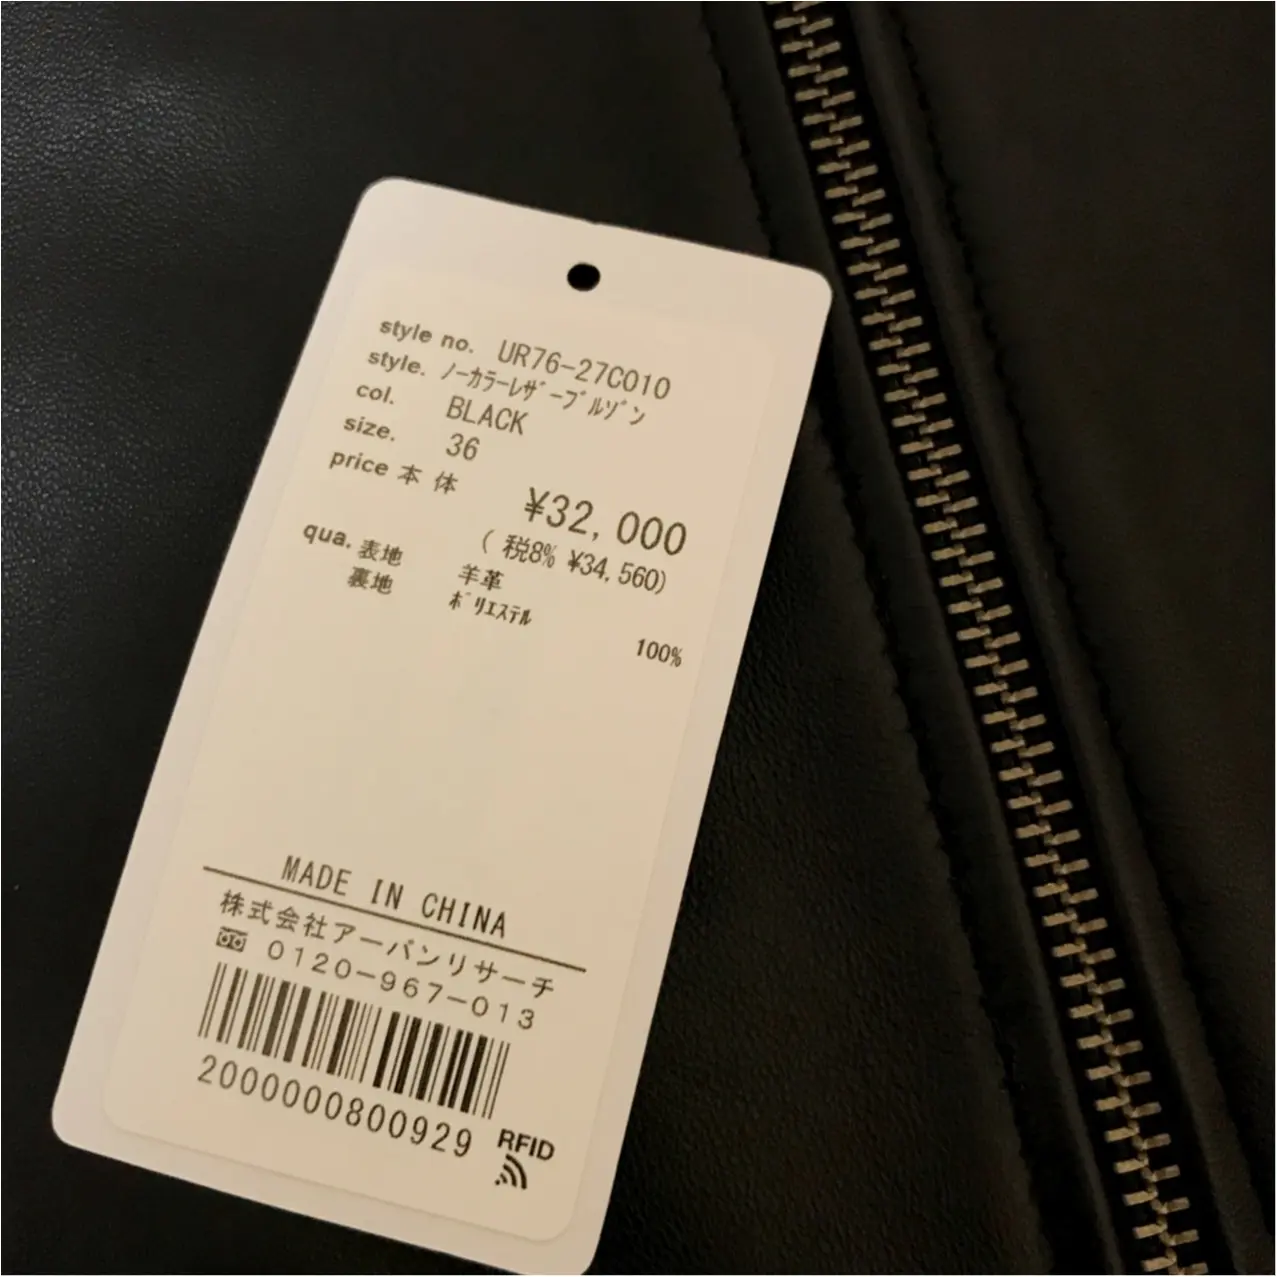 style no. UR76-27C010
style. ﾉｰｶﾗｰﾚｻﾞｰﾌﾞﾙｿﾞﾝ
col. BLACK
size. 36
price 本体
¥32,000
( 税8% ¥34,560)
qua. 表地 羊革
裏地 ﾎﾟﾘｴｽﾃﾙ
100%
MADE IN CHINA
株式会社アーバンリサーチ
0120-967-013
2000000800929
RFID